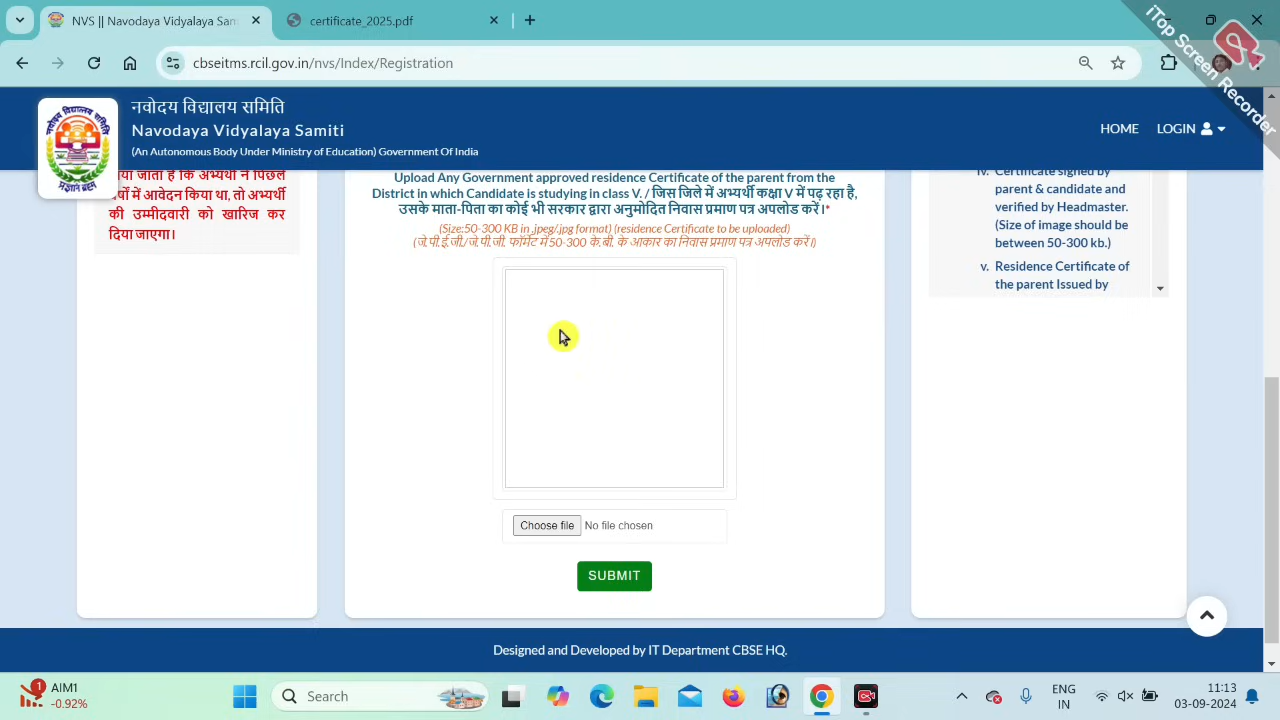 NVS || Navodaya Vidyalaya Sam
certificate_2025.pdf
iTop Screen Recorder
cbseitms.rcil.gov.in/nvs/Index/Registration
नवोदय विद्यालय समिति
Navodaya Vidyalaya Samiti
(An Autonomous Body Under Ministry of Education) Government Of India
HOME
LOGIN
जाता है कि अभ्यर्थी ने पिछले
वर्षों में आवेदन किया था, तो अभ्यर्थी
की उम्मीदवारी को खारिज कर
दिया जाएगा।
Upload Any Government approved residence Certificate of the parent from the
District in which Candidate is studying in class V. / जिस जिले में अभ्यर्थी कक्षा V में पढ़ रहा है,
उसके माता-पिता का कोई भी सरकार द्वारा अनुमोदित निवास प्रमाण पत्र अपलोड करें।*
(Size:50-300 KB in .jpeg/.jpg format) (residence Certificate to be uploaded)
(जे.पी.ई.जी./जे.पी.जी. फॉर्मेट में 50-300 के.बी. के आकार का निवास प्रमाण पत्र अपलोड करें।)
Choose file No file chosen
SUBMIT
iv. Certificate signed by
parent & candidate and
verified by Headmaster.
(Size of image should be
between 50-300 kb.)
v. Residence Certificate of
the parent Issued by
Designed and Developed by IT Department CBSE HQ.
1
AIM1
-0.92%
Search
ENG
IN
11:13
03-09-2024